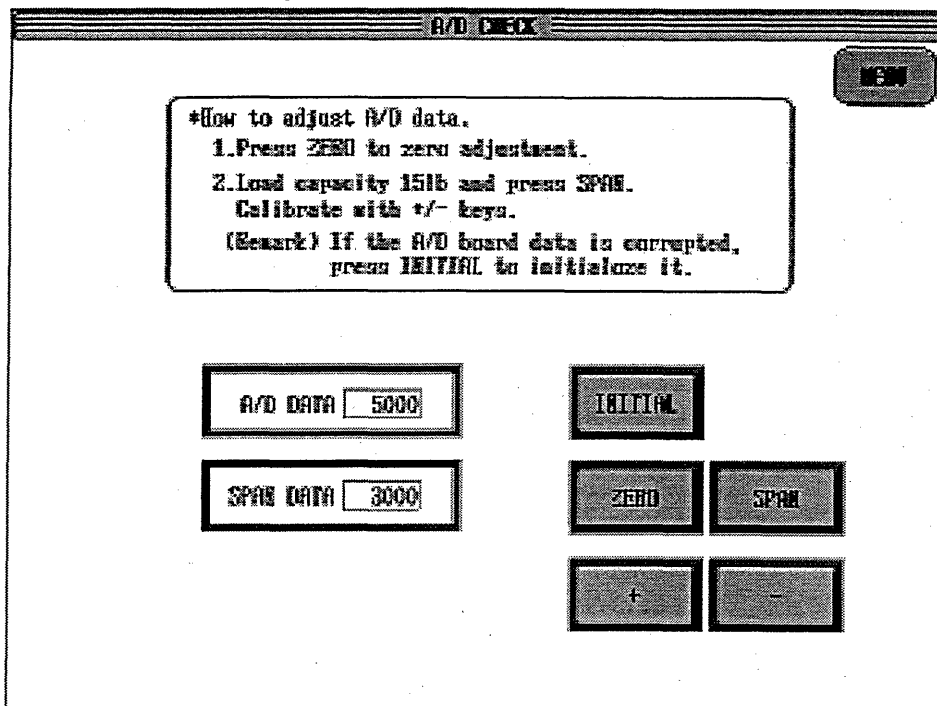 A/D CHECK
MENU
*How to adjust A/D data.
1.Press ZERO to zero adjustment.
2.Load capacity 15lb and press SPAN.
Calibrate with +/- keys.
(Remark) If the A/D board data is corrupted,
press INITIAL to initialoze it.
A/D DATA 5000
INITIAL
SPAN DATA 3000
ZERO SPAN
+ -